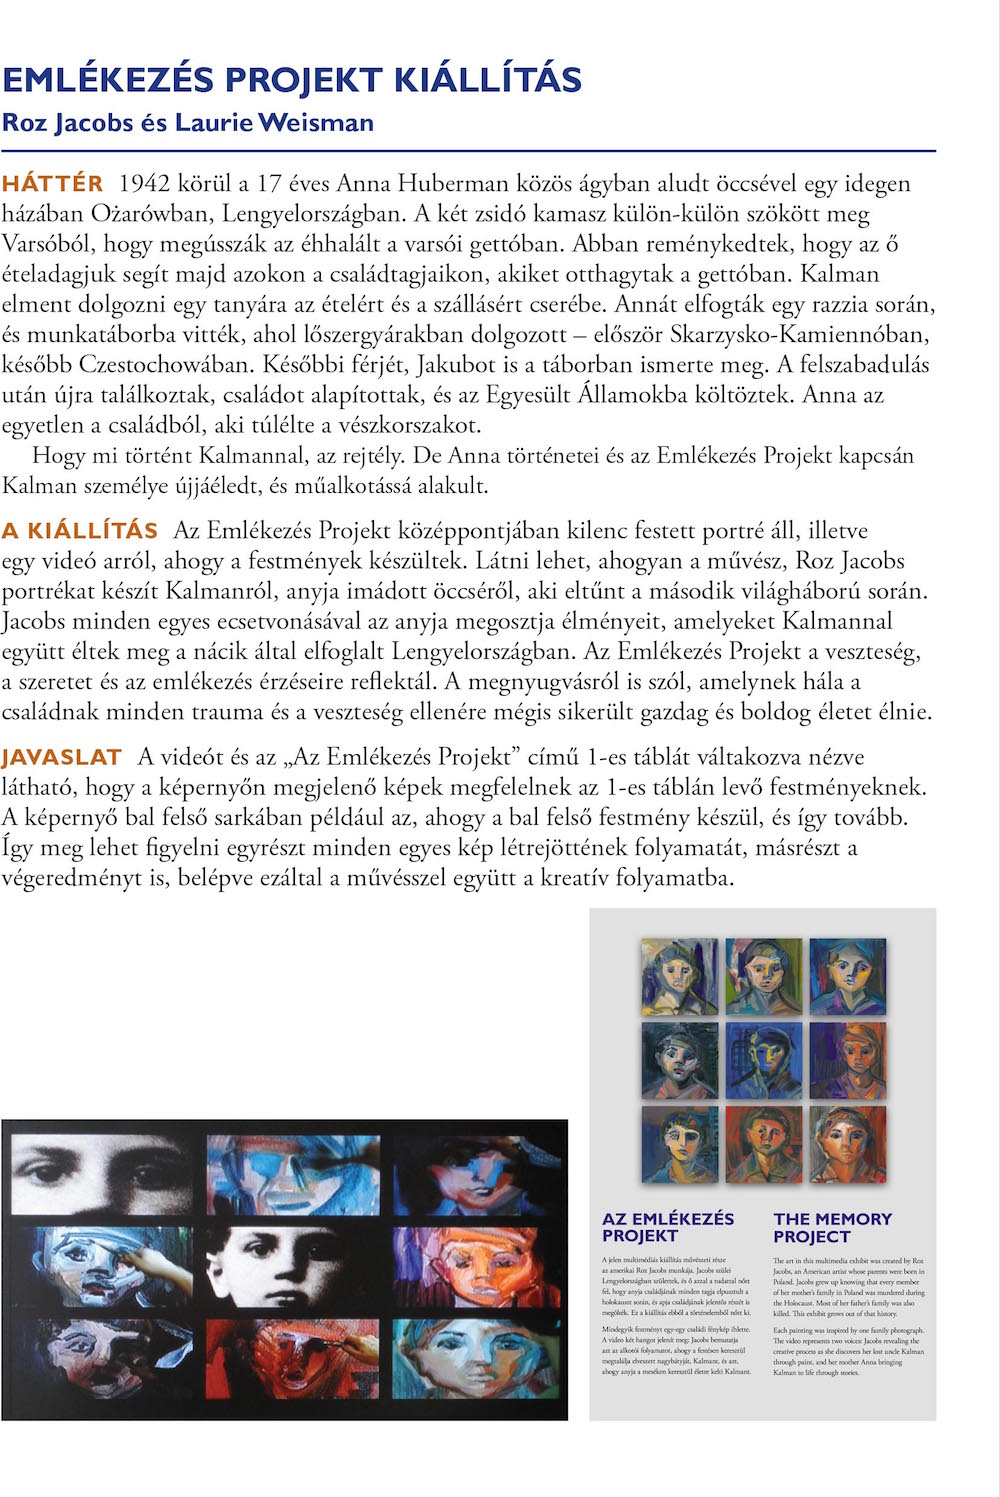 EMLÉKEZÉS PROJEKT KIÁLLÍTÁS
Roz Jacobs és Laurie Weisman
HÁTTÉR 1942 körül a 17 éves Anna Huberman közös ágyban aludt öccsével egy idegen
házában Ożarówban, Lengyelországban. A két zsidó kamasz külön-külön szökött meg
Varsóból, hogy megússzák az éhhalált a varsói gettóban. Abban reménykedtek, hogy az ő
ételadagjuk segít majd azokon a családtagjaikon, akiket otthagytak a gettóban. Kalman
elment dolgozni egy tanyára az ételért és a szállásért cserébe. Annát elfogták egy razzia során,
és munkatáborba vitték, ahol lőszergyárakban dolgozott – először Skarzysko-Kamiennóban,
később Czestochowában. Későbbi férjét, Jakubot is a táborban ismerte meg. A felszabadulás
után újra találkoztak, családot alapítottak, és az Egyesült Államokba költöztek. Anna az
egyetlen a családból, aki túlélte a vészkorszakot.
Hogy mi történt Kalmannal, az rejtély. De Anna történetei és az Emlékezés Projekt kapcsán
Kalman személye újjáéledt, és műalkotássá alakult.
A KIÁLLÍTÁS Az Emlékezés Projekt középpontjában kilenc festett portré áll, illetve
egy videó arról, ahogy a festmények készültek. Látni lehet, ahogyan a művész, Roz Jacobs
portrékat készít Kalmanról, anyja imádott öccséről, aki eltűnt a második világháború során.
Jacobs minden egyes ecsetvonásával az anyja megosztja élményeit, amelyeket Kalmannal
együtt éltek meg a nácik által elfoglalt Lengyelországban. Az Emlékezés Projekt a veszteség,
a szeretet és az emlékezés érzéseire reflektál. A megnyugvásról is szól, amelynek hála a
családnak minden trauma és a veszteség ellenére mégis sikerült gazdag és boldog életet élnie.
JAVASLAT A videót és az „Az Emlékezés Projekt” című 1-es táblát váltakozva nézve
látható, hogy a képernyőn megjelenő képek megfelelnek az 1-es táblán levő festményeknek.
A képernyő bal felső sarkában például az, ahogy a bal felső festmény készül, és így tovább.
Így meg lehet figyelni egyrészt minden egyes kép létrejöttének folyamatát, másrészt a
végeredményt is, belépve ezáltal a művésszel együtt a kreatív folyamatba.
AZ EMLÉKEZÉS
PROJEKT
A jelen multimédiás kiállítás művészeti része
az amerikai Roz Jacobs munkája. Jacobs szülei
Lengyelországban születtek, és ő azzal a tudattal nőtt
fel, hogy anyja családjának minden tagja elpusztult a
holokauszt során, és apja családjának jelentős részét is
megölték. Ez a kiállítás ebből a történelemből nőtt ki.
Mindegyik festményt egy-egy családi fénykép ihlette.
A videó két hangot jelenít meg: Jacobs bemutatja
azt az alkotói folyamatot, ahogy a festésen keresztül
megtalálja elveszett nagybátyját, Kalmant, és azt,
ahogy anyja a meséken keresztül életre kelti Kalmant.
THE MEMORY
PROJECT
The art in this multimedia exhibit was created by Roz
Jacobs, an American artist whose parents were born in
Poland. Jacobs grew up knowing that every member
of her mother's family in Poland was murdered during
the Holocaust. Most of her father's family was also
killed. This exhibit grows out of that history.
Each painting was inspired by one family photograph.
The video represents two voices: Jacobs revealing the
creative process as she discovers her lost uncle Kalman
through paint, and her mother Anna bringing
Kalman to life through stories.